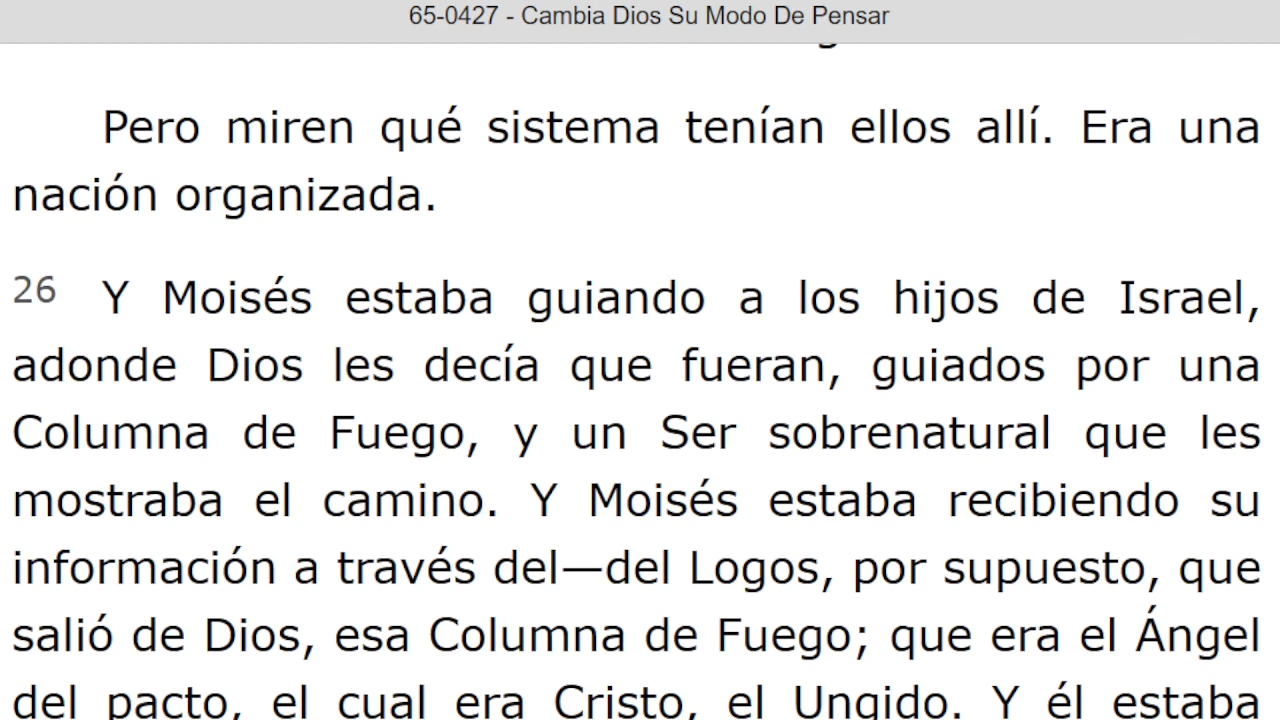 65-0427 - Cambia Dios Su Modo De Pensar
Pero miren qué sistema tenían ellos allí. Era una
nación organizada.
26 Y Moisés estaba guiando a los hijos de Israel,
adonde Dios les decía que fueran, guiados por una
Columna de Fuego, y un Ser sobrenatural que les
mostraba el camino. Y Moisés estaba recibiendo su
información a través del—del Logos, por supuesto, que
salió de Dios, esa Columna de Fuego; que era el Ángel
del pacto, el cual era Cristo, el Ungido. Y él estaba